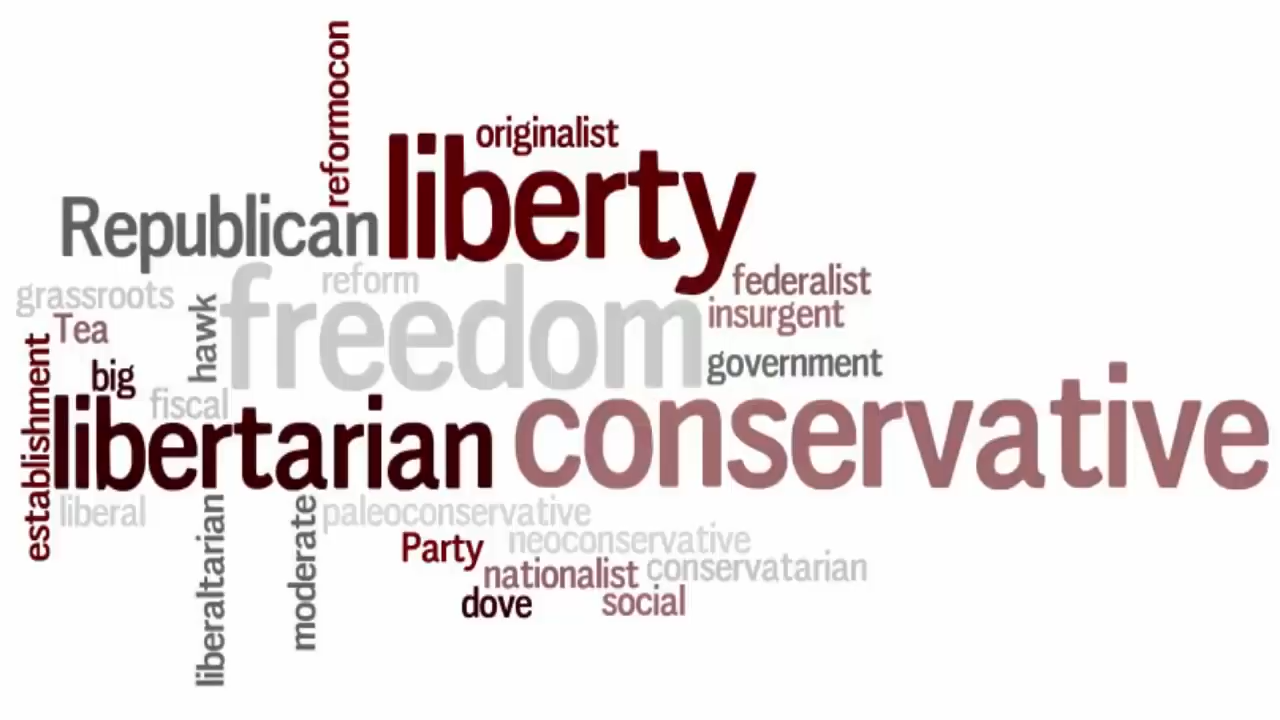 reformocon
originalist
liberty
Republican
reform
federalist
grassroots
freedom
insurgent
Tea
hawk
government
big
establishment
fiscal
libertarian
conservative
liberal
liberaltarian
moderate
paleoconservative
Party
neoconservative
nationalist
conservatarian
dove
social